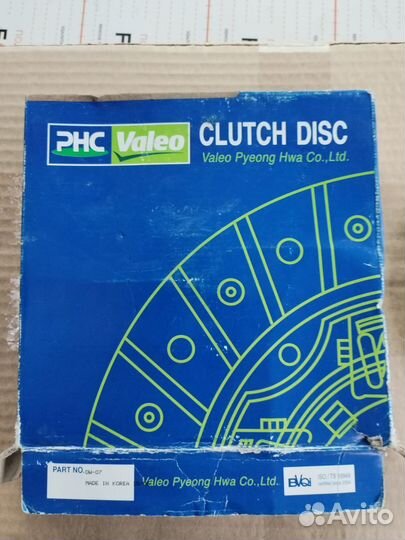 PHC Valeo CLUTCH DISC
Valeo Pyeong Hwa Co.,Ltd.
PART NO. DW-07
MADE IN KOREA
Valeo Pyeong Hwa Co.,Ltd.
BVQI
Avito